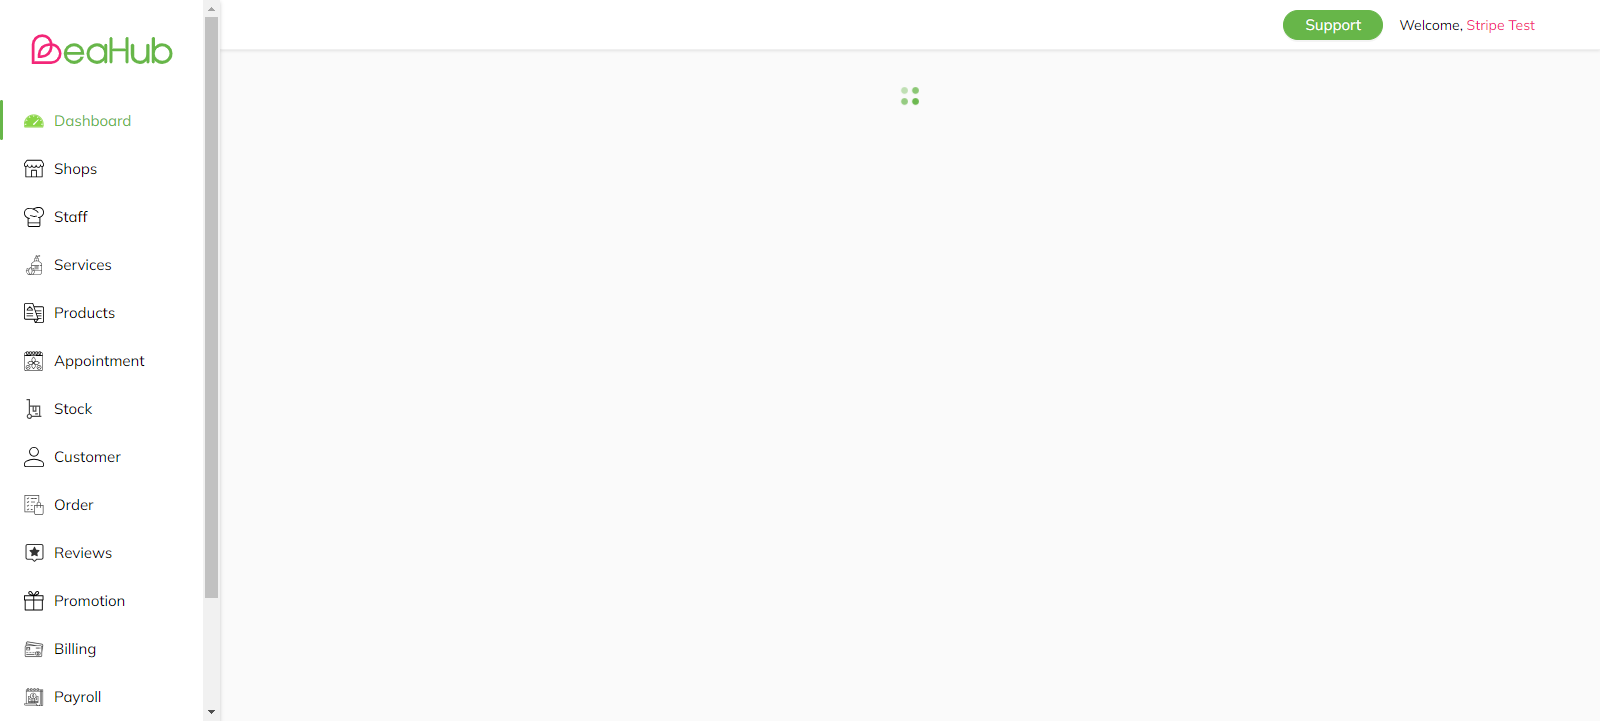 BeaHub
Support
Welcome, Stripe Test
Dashboard
Shops
Staff
Services
Products
Appointment
Stock
Customer
Order
Reviews
Promotion
Billing
Payroll